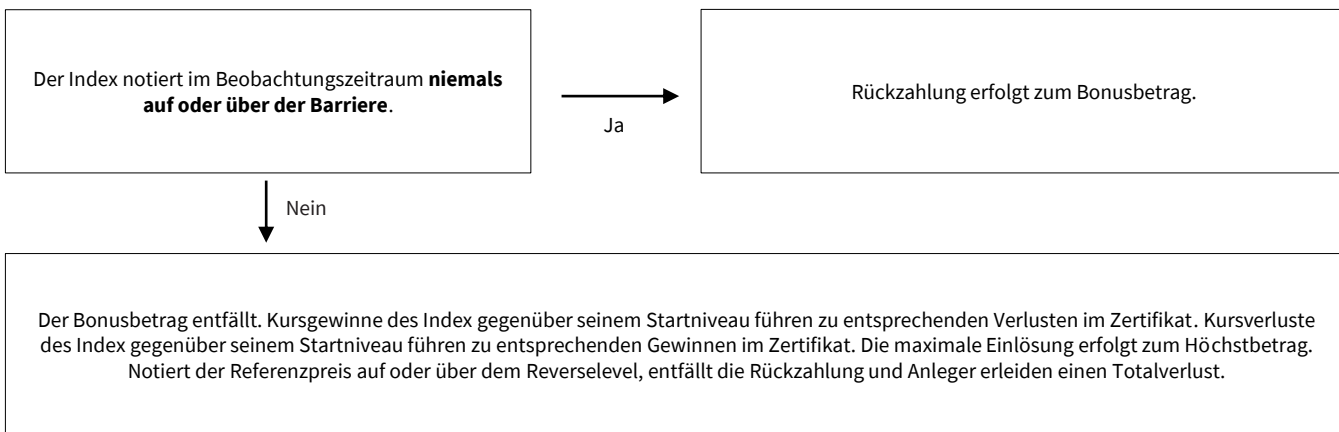 Der Index notiert im Beobachtungszeitraum niemals
auf oder über der Barriere.
Ja
Rückzahlung erfolgt zum Bonusbetrag.
Nein
Der Bonusbetrag entfällt. Kursgewinne des Index gegenüber seinem Startniveau führen zu entsprechenden Verlusten im Zertifikat. Kursverluste
des Index gegenüber seinem Startniveau führen zu entsprechenden Gewinnen im Zertifikat. Die maximale Einlösung erfolgt zum Höchstbetrag.
Notiert der Referenzpreis auf oder über dem Reverselevel, entfällt die Rückzahlung und Anleger erleiden einen Totalverlust.